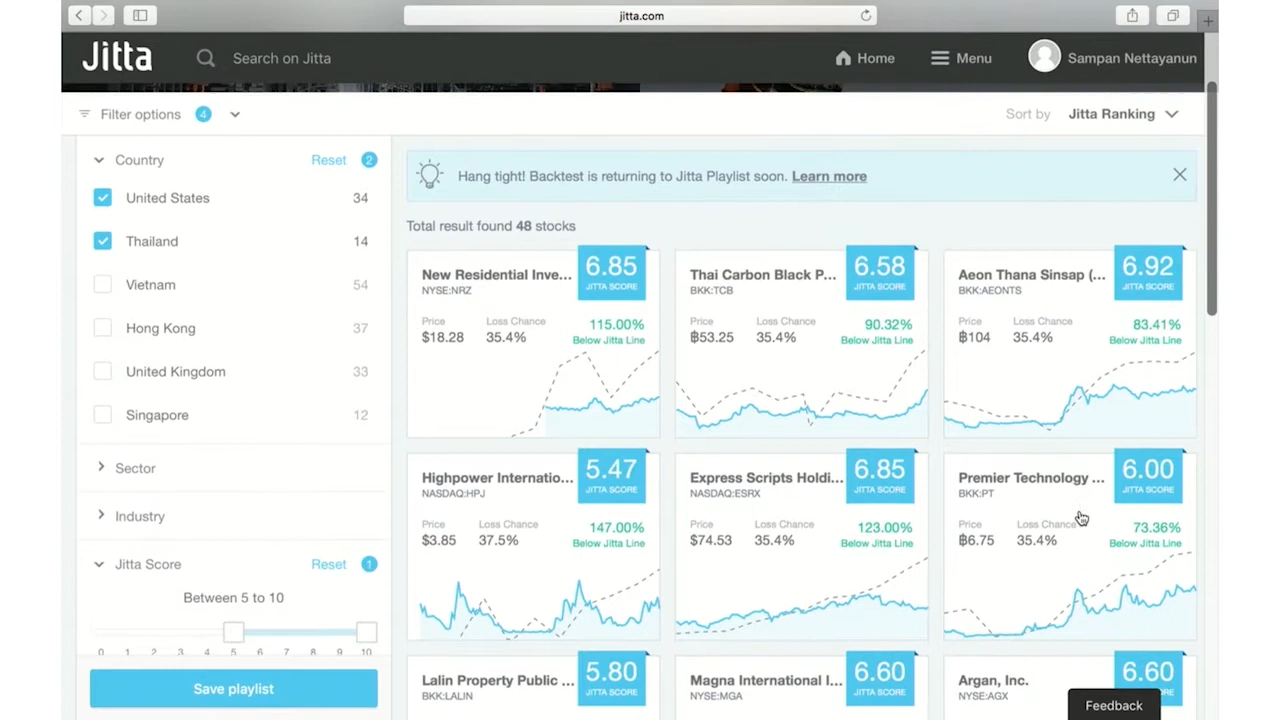 jitta.com
Jitta
Search on Jitta
Home
Menu
Sampan Nettayanun
Filter options 4
Sort by Jitta Ranking
Country Reset 2
United States 34
Thailand 14
Vietnam 54
Hong Kong 37
United Kingdom 33
Singapore 12
Sector
Industry
Jitta Score Reset 1
Between 5 to 10
0 1 2 3 4 5 6 7 8 9 10
Save playlist
Hang tight! Backtest is returning to Jitta Playlist soon. Learn more
Total result found 48 stocks
New Residential Inve...
NYSE:NRZ
6.85
JITTA SCORE
Price Loss Chance 115.00%
$18.28 35.4% Below Jitta Line
Thai Carbon Black P...
BKK:TCB
6.58
JITTA SCORE
Price Loss Chance 90.32%
฿53.25 35.4% Below Jitta Line
Aeon Thana Sinsap (...
BKK:AEONTS
6.92
JITTA SCORE
Price Loss Chance 83.41%
฿104 35.4% Below Jitta Line
Highpower Internatio...
NASDAQ:HPJ
5.47
JITTA SCORE
Price Loss Chance 147.00%
$3.85 37.5% Below Jitta Line
Express Scripts Holdi...
NASDAQ:ESRX
6.85
JITTA SCORE
Price Loss Chance 123.00%
$74.53 35.4% Below Jitta Line
Premier Technology ...
BKK:PT
6.00
JITTA SCORE
Price Loss Chance 73.36%
฿6.75 35.4% Below Jitta Line
Lalin Property Public ...
BKK:LALIN
5.80
JITTA SCORE
Magna International I...
NYSE:MGA
6.60
JITTA SCORE
Argan, Inc.
NYSE:AGX
6.60
JITTA SCORE
Feedback